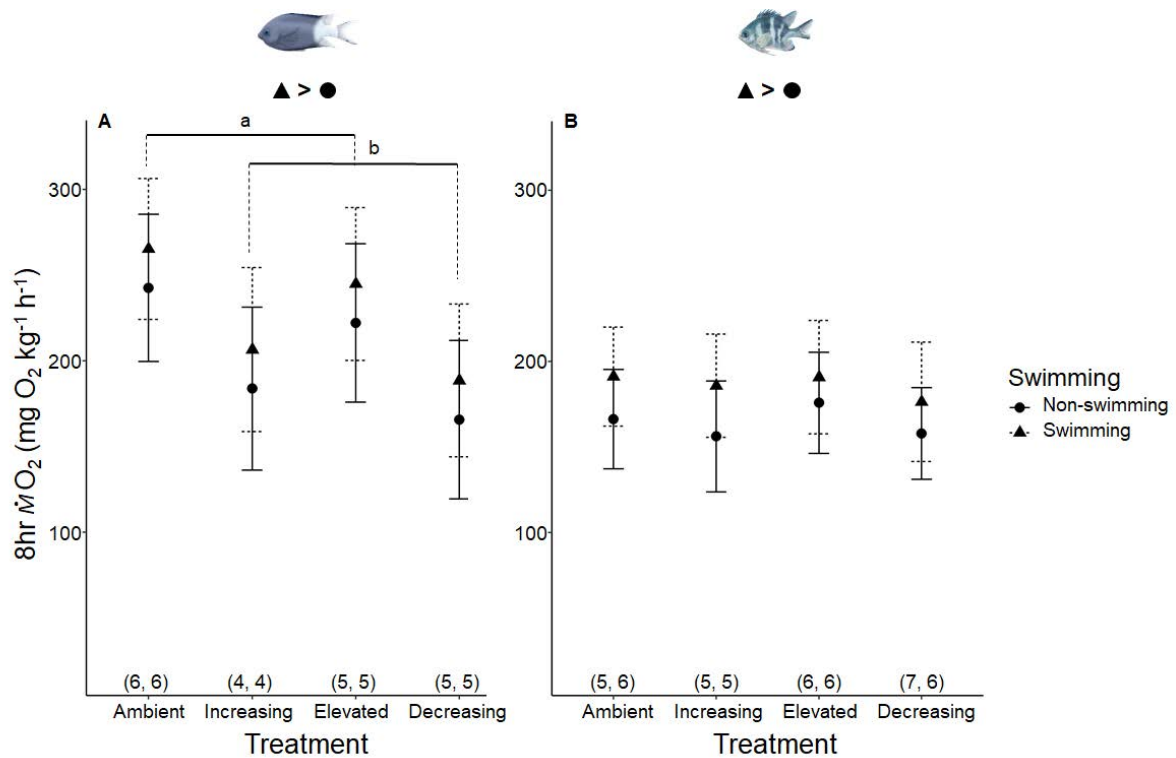 ▲ > ●
▲ > ●
A
a
b
300
200
100
8hr ṀO₂ (mg O₂ kg⁻¹ h⁻¹)
(6, 6) (4, 4) (5, 5) (5, 5)
Ambient Increasing Elevated Decreasing
Treatment
B
300
200
100
(5, 6) (5, 5) (6, 6) (7, 6)
Ambient Increasing Elevated Decreasing
Treatment
Swimming
Non-swimming
Swimming